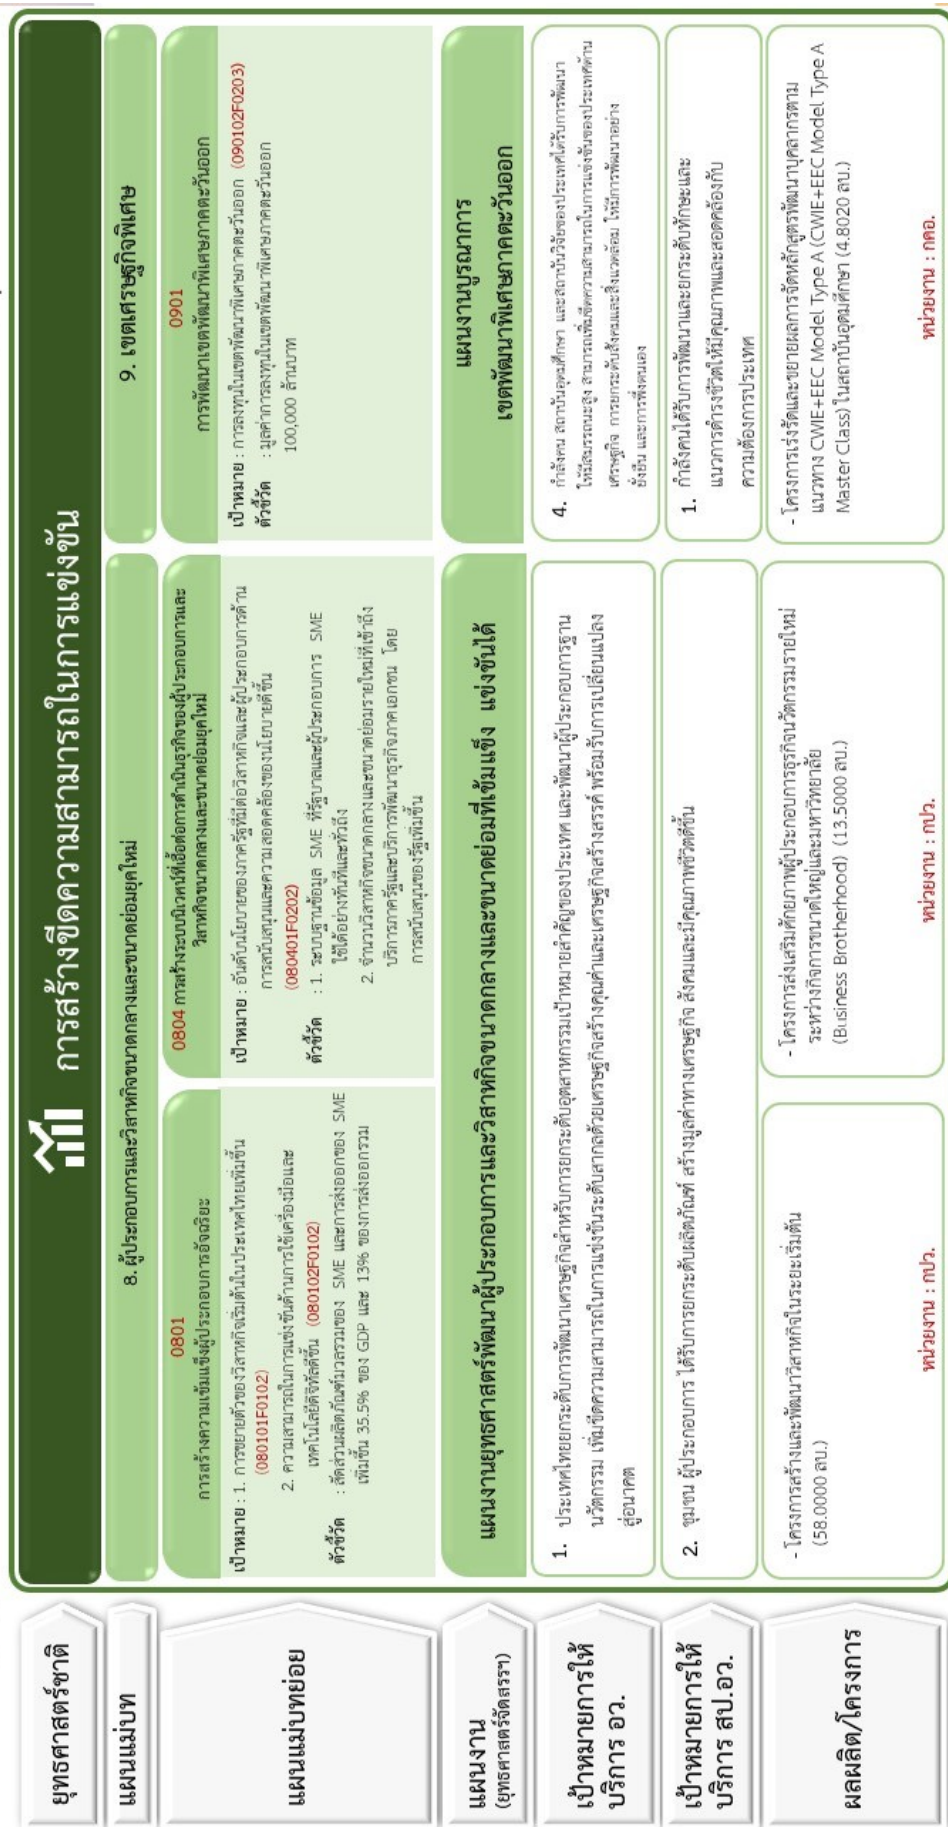 ยุทธศาสตร์ชาติ
การสร้างขีดความสามารถในการแข่งขัน
แผนแม่บท
8. ผู้ประกอบการและวิสาหกิจขนาดกลางและขนาดย่อมยุคใหม่
9. เขตเศรษฐกิจพิเศษ
แผนแม่บทย่อย
0801
การสร้างความเข้มแข็งผู้ประกอบการอัจฉริยะ
เป้าหมาย : 1. การขยายตัวของวิสาหกิจเริ่มต้นในประเทศไทยเพิ่มขึ้น
(080101F0102)
2. ความสามารถในการแข่งขันด้านการใช้เครื่องมือและ
เทคโนโลยีดิจิทัลดีขึ้น (080102F0102)
ตัวชี้วัด : สัดส่วนผลิตภัณฑ์มวลรวมของ SME และการส่งออกของ SME
เพิ่มขึ้น 35.5% ของ GDP และ 13% ของการส่งออกรวม
0804 การสร้างระบบนิเวศน์ที่เอื้อต่อการดำเนินธุรกิจของผู้ประกอบการและ
วิสาหกิจขนาดกลางและขนาดย่อมยุคใหม่
เป้าหมาย : อันดับนโยบายของภาครัฐที่มีต่อวิสาหกิจและผู้ประกอบการด้าน
การสนับสนุนและความสอดคล้องของนโยบายดีขึ้น
(080401F0202)
ตัวชี้วัด : 1. ระบบฐานข้อมูล SME ที่รัฐบาลและผู้ประกอบการ SME
ใช้ได้อย่างทันทีและทั่วถึง
2. จำนวนวิสาหกิจขนาดกลางและขนาดย่อมรายใหม่ที่เข้าถึง
บริการภาครัฐและบริการพัฒนาธุรกิจภาคเอกชน โดย
การสนับสนุนของรัฐเพิ่มขึ้น
0901
การพัฒนาเขตพัฒนาพิเศษภาคตะวันออก
เป้าหมาย : การลงทุนในเขตพัฒนาพิเศษภาคตะวันออก (090102F0203)
ตัวชี้วัด : มูลค่าการลงทุนในเขตพัฒนาพิเศษภาคตะวันออก
100,000 ล้านบาท
แผนงาน
(ยุทธศาสตร์จัดสรรฯ)
แผนงานยุทธศาสตร์พัฒนาผู้ประกอบการและวิสาหกิจขนาดกลางและขนาดย่อมที่เข้มแข็ง แข่งขันได้
แผนงานบูรณาการ
เขตพัฒนาพิเศษภาคตะวันออก
เป้าหมายการให้
บริการ อว.
1. ประเทศไทยยกระดับการพัฒนาเศรษฐกิจสำหรับการยกระดับอุตสาหกรรมเป้าหมายสำคัญของประเทศ และพัฒนาผู้ประกอบการฐาน
นวัตกรรม เพิ่มขีดความสามารถในการแข่งขันระดับสากลด้วยเศรษฐกิจสร้างคุณค่าและเศรษฐกิจสร้างสรรค์ พร้อมรับการเปลี่ยนแปลง
สู่อนาคต
4. กำลังคน สถาบันอุดมศึกษา และสถาบันวิจัยของประเทศได้รับการพัฒนา
ให้มีสมรรถนะสูง สามารถเพิ่มขีดความสามารถในการแข่งขันของประเทศด้าน
เศรษฐกิจ การยกระดับสังคมและสิ่งแวดล้อม ให้มีการพัฒนาอย่าง
ยั่งยืน และการพึ่งตนเอง
เป้าหมายการให้
บริการ สป.อว.
2. ชุมชน ผู้ประกอบการ ได้รับการยกระดับผลิตภัณฑ์ สร้างมูลค่าทางเศรษฐกิจ สังคมและมีคุณภาพชีวิตดีขึ้น
1. กำลังคนได้รับการพัฒนาและยกระดับทักษะและ
แนวการดำรงชีวิตให้มีคุณภาพและสอดคล้องกับ
ความต้องการประเทศ
ผลผลิต/โครงการ
- โครงการสร้างและพัฒนาวิสาหกิจในระยะเริ่มต้น
(58.0000 ลบ.)
หน่วยงาน : กปว.
- โครงการส่งเสริมศักยภาพผู้ประกอบการธุรกิจนวัตกรรมรายใหม่
ระหว่างกิจการขนาดใหญ่และมหาวิทยาลัย
(Business Brotherhood) (13.5000 ลบ.)
หน่วยงาน : กปว.
- โครงการเร่งรัดและขยายผลการจัดหลักสูตรพัฒนาบุคลากรตาม
แนวทาง CWIE+EEC Model Type A (CWIE+EEC Model Type A
Master Class) ในสถาบันอุดมศึกษา (4.8020 ลบ.)
หน่วยงาน : กคอ.